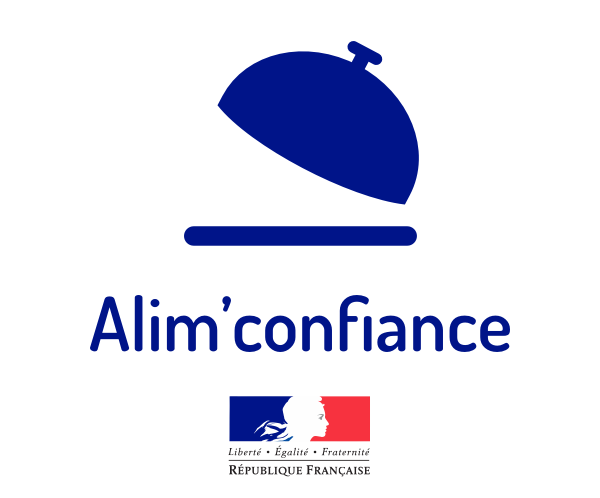 Alim’confiance
Liberté • Égalité • Fraternité
RÉPUBLIQUE FRANÇAISE